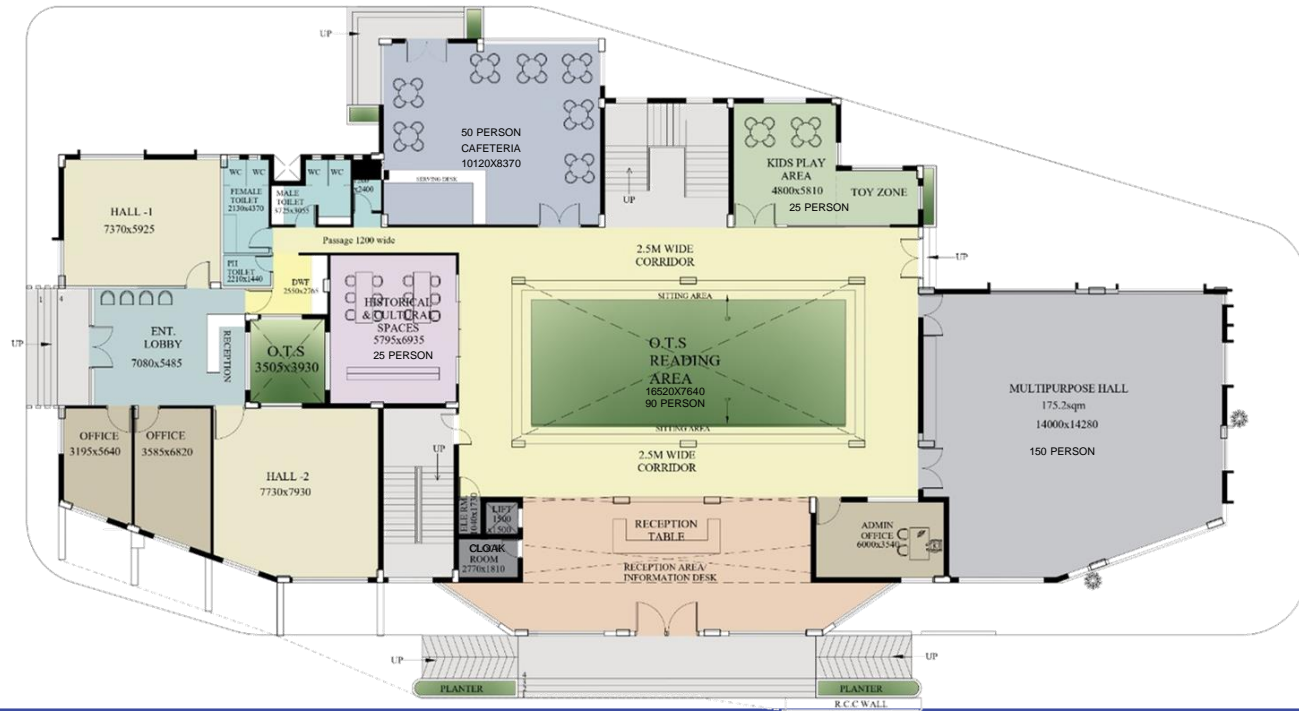 UP
50 PERSON
CAFETERIA
10120X8370
SERVING DESK
UP
KIDS PLAY
AREA
4800x5810
25 PERSON
TOY ZONE
HALL -1
7370x5925
WC WC
FEMALE
TOILET
2130x4370
WC WC
MALE
TOILET
x2400
PH
TOILET
2210x1440
Passage 1200 wide
DWT
2550x2765
2.5M WIDE
CORRIDOR
UP
HISTORICAL
& CULTURAL
SPACES
5795x6935
25 PERSON
SITTING AREA
O.T.S
READING
AREA
16520X7640
90 PERSON
SITTING AREA
2.5M WIDE
CORRIDOR
1 4
UP
ENT.
LOBBY
7080x5485
RECEPTION
O.T.S
3505x3930
MULTIPURPOSE HALL
175.2sqm
14000x14280
150 PERSON
OFFICE
3195x5640
OFFICE
3585x6820
HALL -2
7730x7930
UP
ELE RM.
LIFT
1500
x1500
CLOAK
ROOM
2770x1810
RECEPTION
TABLE
RECEPTION AREA/
INFORMATION DESK
ADMIN
OFFICE
6000x3540
UP
UP
PLANTER
PLANTER
R.C.C WALL